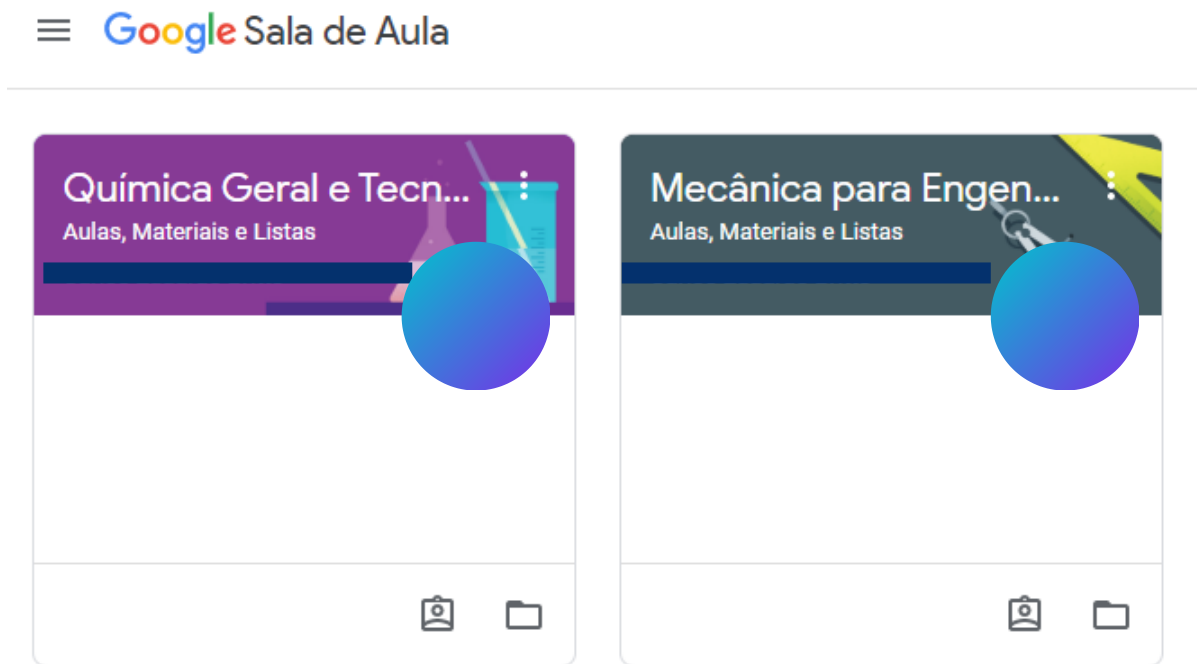 Google Sala de Aula
Química Geral e Tecn...
Aulas, Materiais e Listas
Mecânica para Engen...
Aulas, Materiais e Listas